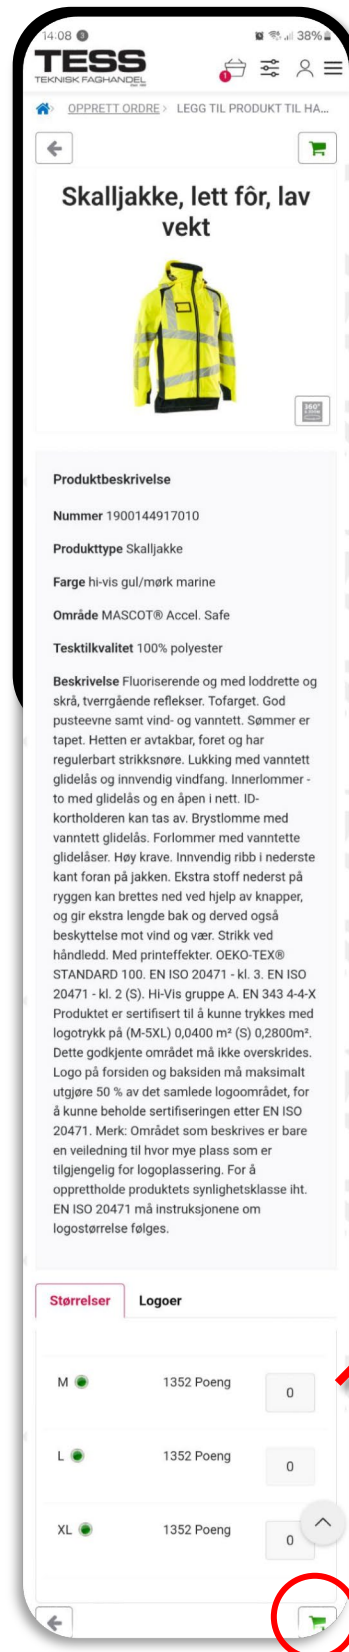 14:08 3 38%
TESS
TEKNISK FAGHANDEL
1
OPPRETT ORDRE > LEGG TIL PRODUKT TIL HA...
Skalljakke, lett fôr, lav
vekt
360°
Produktbeskrivelse
Nummer 1900144917010
Produkttype Skalljakke
Farge hi-vis gul/mørk marine
Område MASCOT® Accel. Safe
Tesktilkvalitet 100% polyester
Beskrivelse Fluoriserende og med loddrette og
skrå, tverrgående reflekser. Tofarget. God
pusteevne samt vind- og vanntett. Sømmer er
tapet. Hetten er avtakbar, foret og har
regulerbart strikksnøre. Lukking med vanntett
glidelås og innvendig vindfang. Innerlommer -
to med glidelås og en åpen i nett. ID-
kortholderen kan tas av. Brystlomme med
vanntett glidelås. Forlommer med vanntette
glidelåser. Høy krave. Innvendig ribb i nederste
kant foran på jakken. Ekstra stoff nederst på
ryggen kan brettes ned ved hjelp av knapper,
og gir ekstra lengde bak og derved også
beskyttelse mot vind og vær. Strikk ved
håndledd. Med printeffekter. OEKO-TEX®
STANDARD 100. EN ISO 20471 - kl. 3. EN ISO
20471 - kl. 2 (S). Hi-Vis gruppe A. EN 343 4-4-X
Produktet er sertifisert til å kunne trykkes med
logotrykk på (M-5XL) 0,0400 m² (S) 0,2800m².
Dette godkjente området må ikke overskrides.
Logo på forsiden og baksiden må maksimalt
utgjøre 50 % av det samlede logoområdet, for
å kunne beholde sertifiseringen etter EN ISO
20471. Merk: Området som beskrives er bare
en veiledning til hvor mye plass som er
tilgjengelig for logoplassering. For å
opprettholde produktets synlighetsklasse iht.
EN ISO 20471 må instruksjonene om
logostørrelse følges.
Størrelser Logoer
M 1352 Poeng 0
L 1352 Poeng 0
XL 1352 Poeng 0